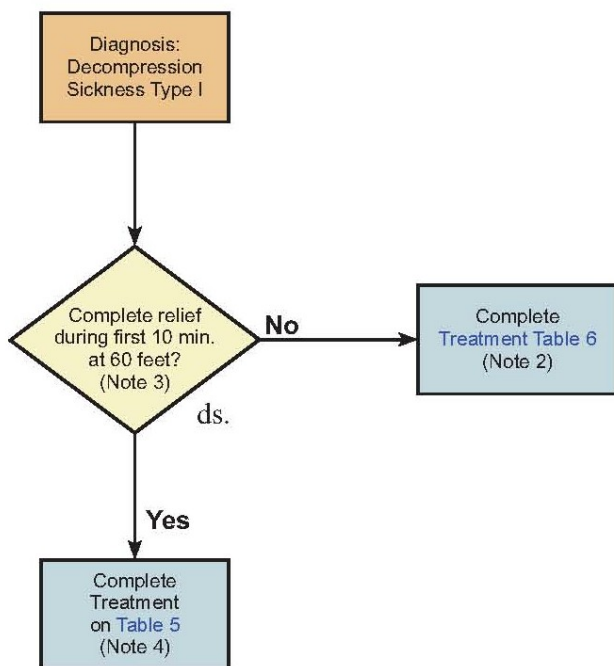 Diagnosis:
Decompression
Sickness Type I
Complete relief
during first 10 min.
at 60 feet?
(Note 3)
No
Complete
Treatment Table 6
(Note 2)
ds.
Yes
Complete
Treatment
on Table 5
(Note 4)